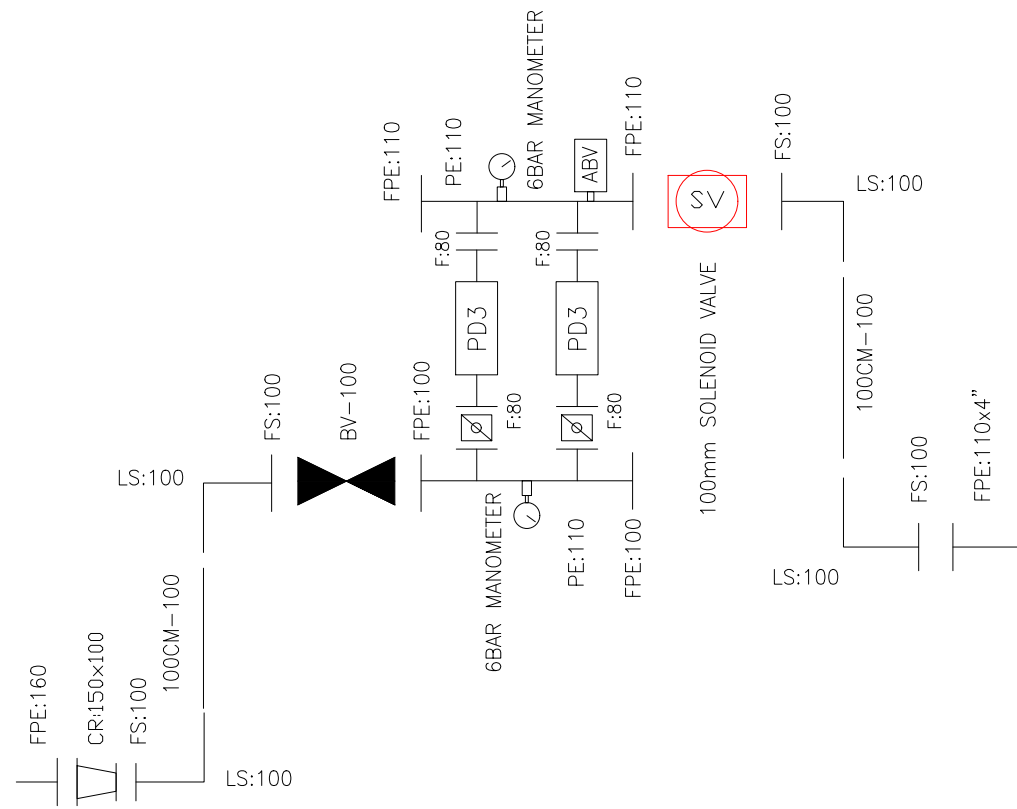 6BAR MANOMETER
FPE:110
PE:110
ABV
FPE:110
SV
FS:100
LS:100
F:80
F:80
PD3
PD3
100mm SOLENOID VALVE
100CM-100
FS:100
BV-100
FPE:100
F:80
F:80
LS:100
FS:100
FPE:110x4”
6BAR MANOMETER
PE:110
FPE:100
LS:100
100CM-100
FPE:160
CR:150x100
FS:100
LS:100